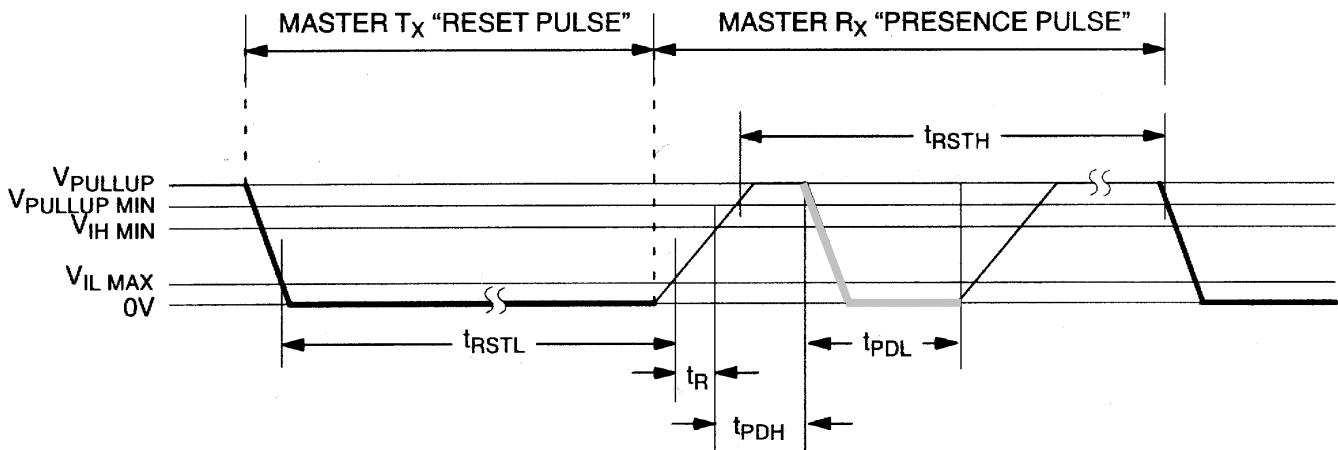 MASTER TX “RESET PULSE” MASTER RX “PRESENCE PULSE”
tRSTH
VPULLUP
VPULLUP MIN
VIH MIN
VIL MAX
0V
tRSTL
tPDL
tR
tPDH